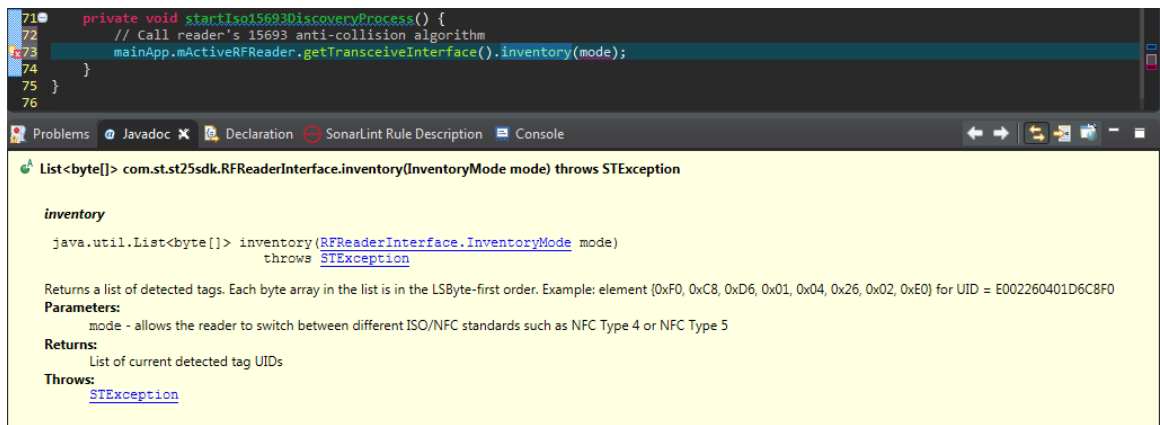 71 private void startIso15693DiscoveryProcess() {
72 // Call reader's 15693 anti-collision algorithm
73 mainApp.mActiveRFReader.getTransceiveInterface().inventory(mode);
74 }
75 }
76
Problems @ Javadoc Declaration SonarLint Rule Description Console
List<byte[]> com.st.st25sdk.RFReaderInterface.inventory(InventoryMode mode) throws STException
inventory
java.util.List<byte[]> inventory(RFReaderInterface.InventoryMode mode)
throws STException
Returns a list of detected tags. Each byte array in the list is in the LSByte-first order. Example: element {0xF0, 0xC8, 0xD6, 0x01, 0x04, 0x26, 0x02, 0xE0} for UID = E002260401D6C8F0
Parameters:
mode - allows the reader to switch between different ISO/NFC standards such as NFC Type 4 or NFC Type 5
Returns:
List of current detected tag UIDs
Throws:
STException